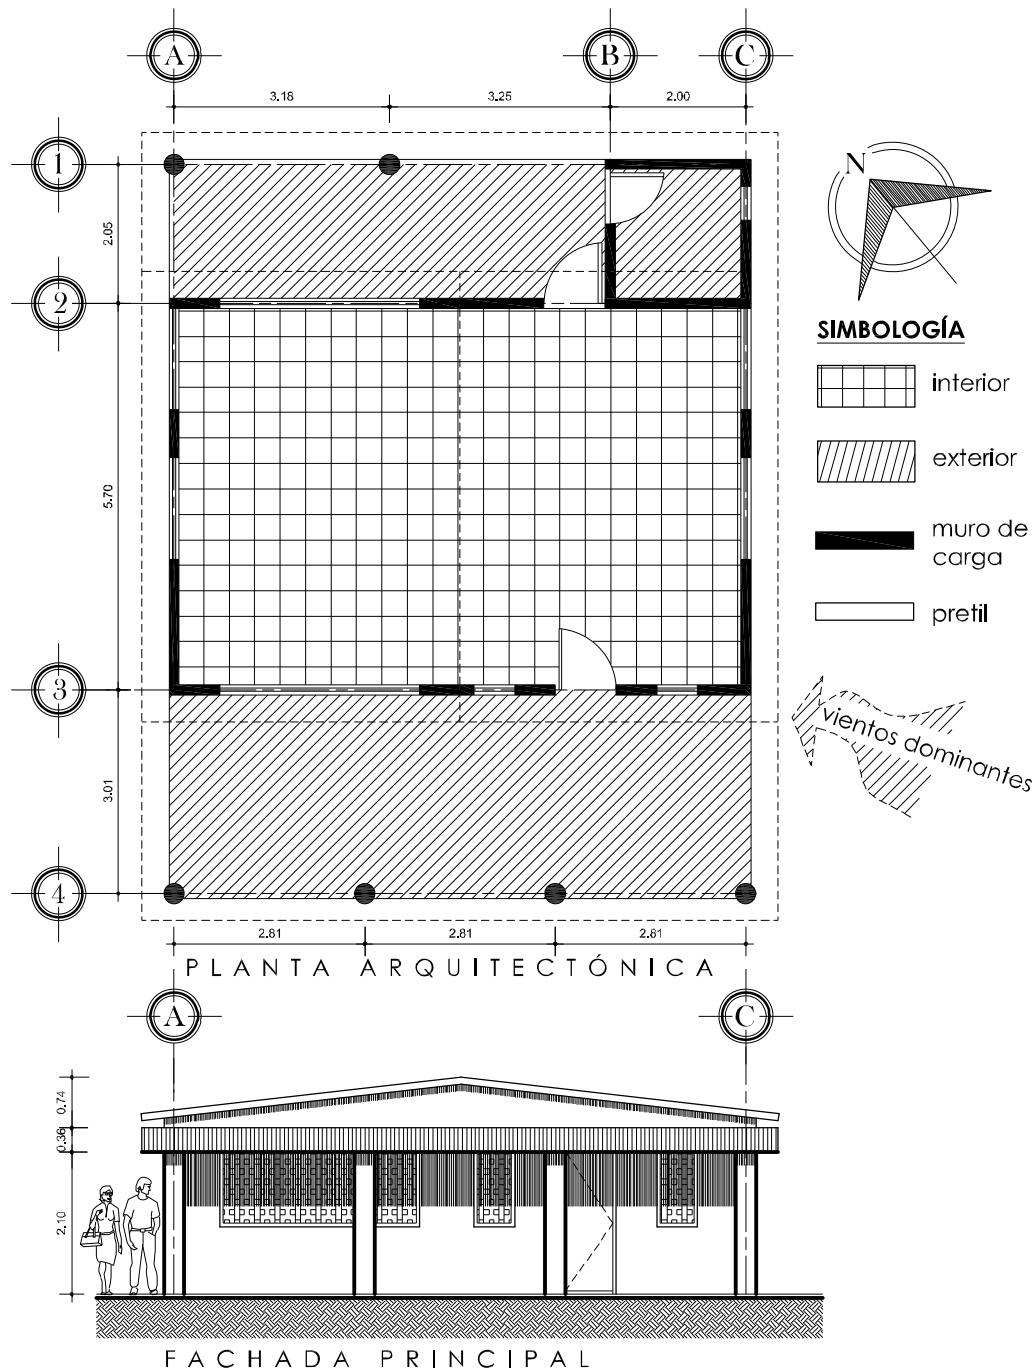 A
B
C
3.18
3.25
2.00
1
2.05
2
5.70
3
3.01
4
2.81
2.81
2.81
N
SIMBOLOGÍA
interior
exterior
muro de
carga
pretil
vientos dominantes
PLANTA ARQUITECTÓNICA
A
C
0.74
0.36
2.10
FACHADA PRINCIPAL